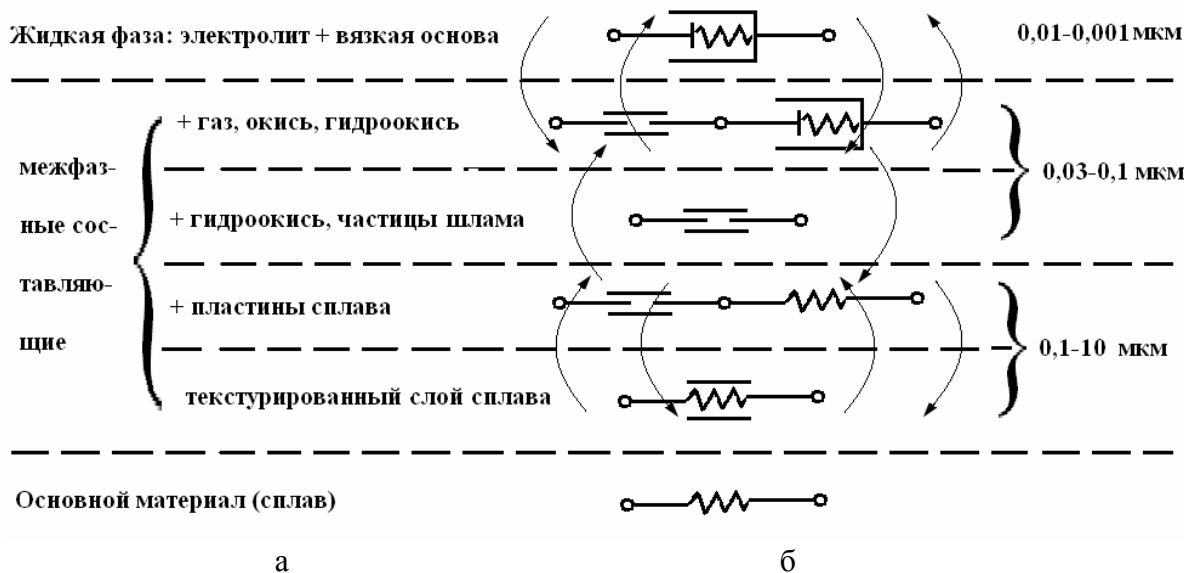 Жидкая фаза: электролит + вязкая основа
0,01-0,001 мкм
+ газ, окись, гидроокись
межфаз-
ные сос-
тавляю-
щие
0,03-0,1 мкм
+ гидроокись, частицы шлама
+ пластины сплава
0,1-10 мкм
текстурированный слой сплава
Основной материал (сплав)
а
б